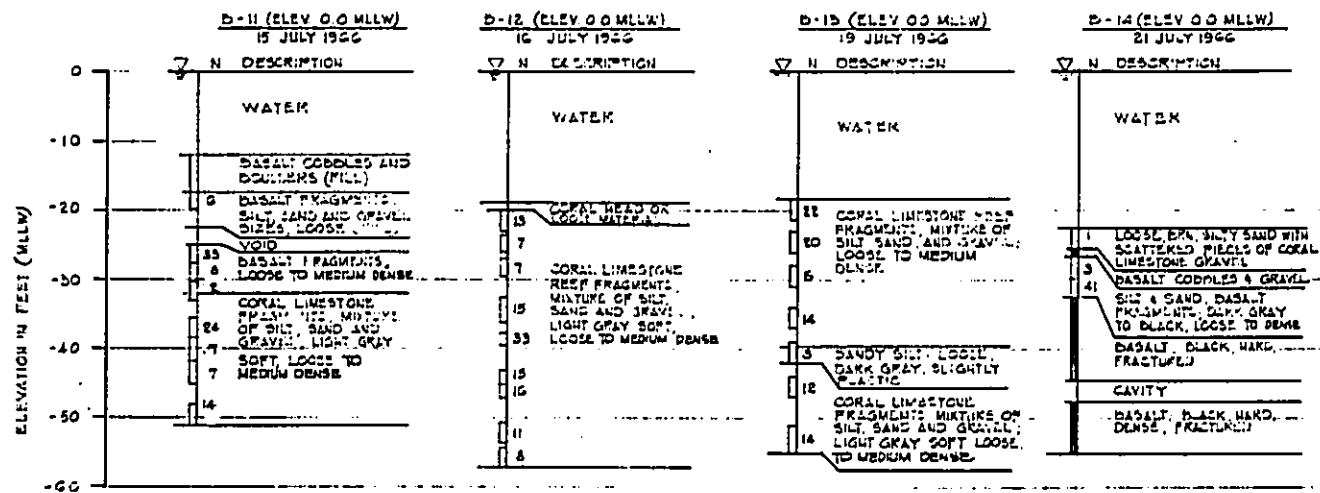 B-11 (ELEV. 0.0 MLLW)
15 JULY 1966
N DESCRIPTION
WATER
BASALT COBBLES AND
BOULDERS (FILL)
6 BASALT FRAGMENTS,
SILT, SAND AND GRAVEL
SIZES, LOOSE
VOID
35 BASALT FRAGMENTS,
8 LOOSE TO MEDIUM DENSE
2
CORAL LIMESTONE
MIXTURE
24 OF SILT, SAND AND
GRAVEL, LIGHT GRAY
17 SOFT, LOOSE TO
7 MEDIUM DENSE
14
B-12 (ELEV. 0.0 MLLW)
16 JULY 1966
N DESCRIPTION
WATER
CORAL HEAD OR
13 LOOSE MATERIAL
7
7 CORAL LIMESTONE
REEF FRAGMENTS,
MIXTURE OF SILT,
15 SAND AND GRAVEL,
LIGHT GRAY SOFT,
33 LOOSE TO MEDIUM DENSE
15
16
11
8
B-13 (ELEV. 0.0 MLLW)
19 JULY 1966
N DESCRIPTION
WATER
22 CORAL LIMESTONE REEF
FRAGMENTS, MIXTURE OF
20 SILT, SAND, AND GRAVEL;
LOOSE TO MEDIUM
DENSE
6
14
3 SANDY SILT, LOOSE,
DARK GRAY, SLIGHTLY
PLASTIC
12
CORAL LIMESTONE
FRAGMENTS MIXTURE OF
SILT, SAND AND GRAVEL;
14 LIGHT GRAY SOFT LOOSE,
TO MEDIUM DENSE.
B-14 (ELEV. 0.0 MLLW)
21 JULY 1966
N DESCRIPTION
WATER
1 LOOSE, BRN, SILTY SAND WITH
SCATTERED PIECES OF CORAL
LIMESTONE GRAVEL
3 BASALT COBBLES & GRAVEL
41 SILT & SAND, BASALT
FRAGMENTS, DARK GRAY
TO BLACK, LOOSE TO DENSE
BASALT, BLACK, HARD,
FRACTURED
CAVITY
BASALT, BLACK, HARD,
DENSE, FRACTURED
ELEVATION IN FEET (MLLW)
0
-10
-20
-30
-40
-50
-60